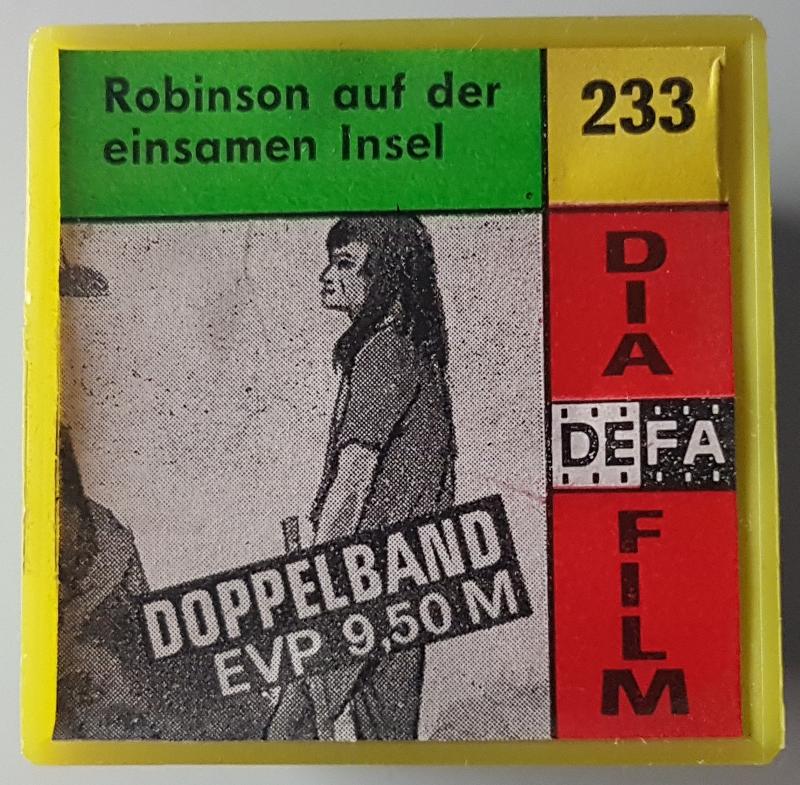 Robinson auf der
einsamen Insel
233
DIA
DEFA
FILM
DOPPELBAND
EVP 9,50 M